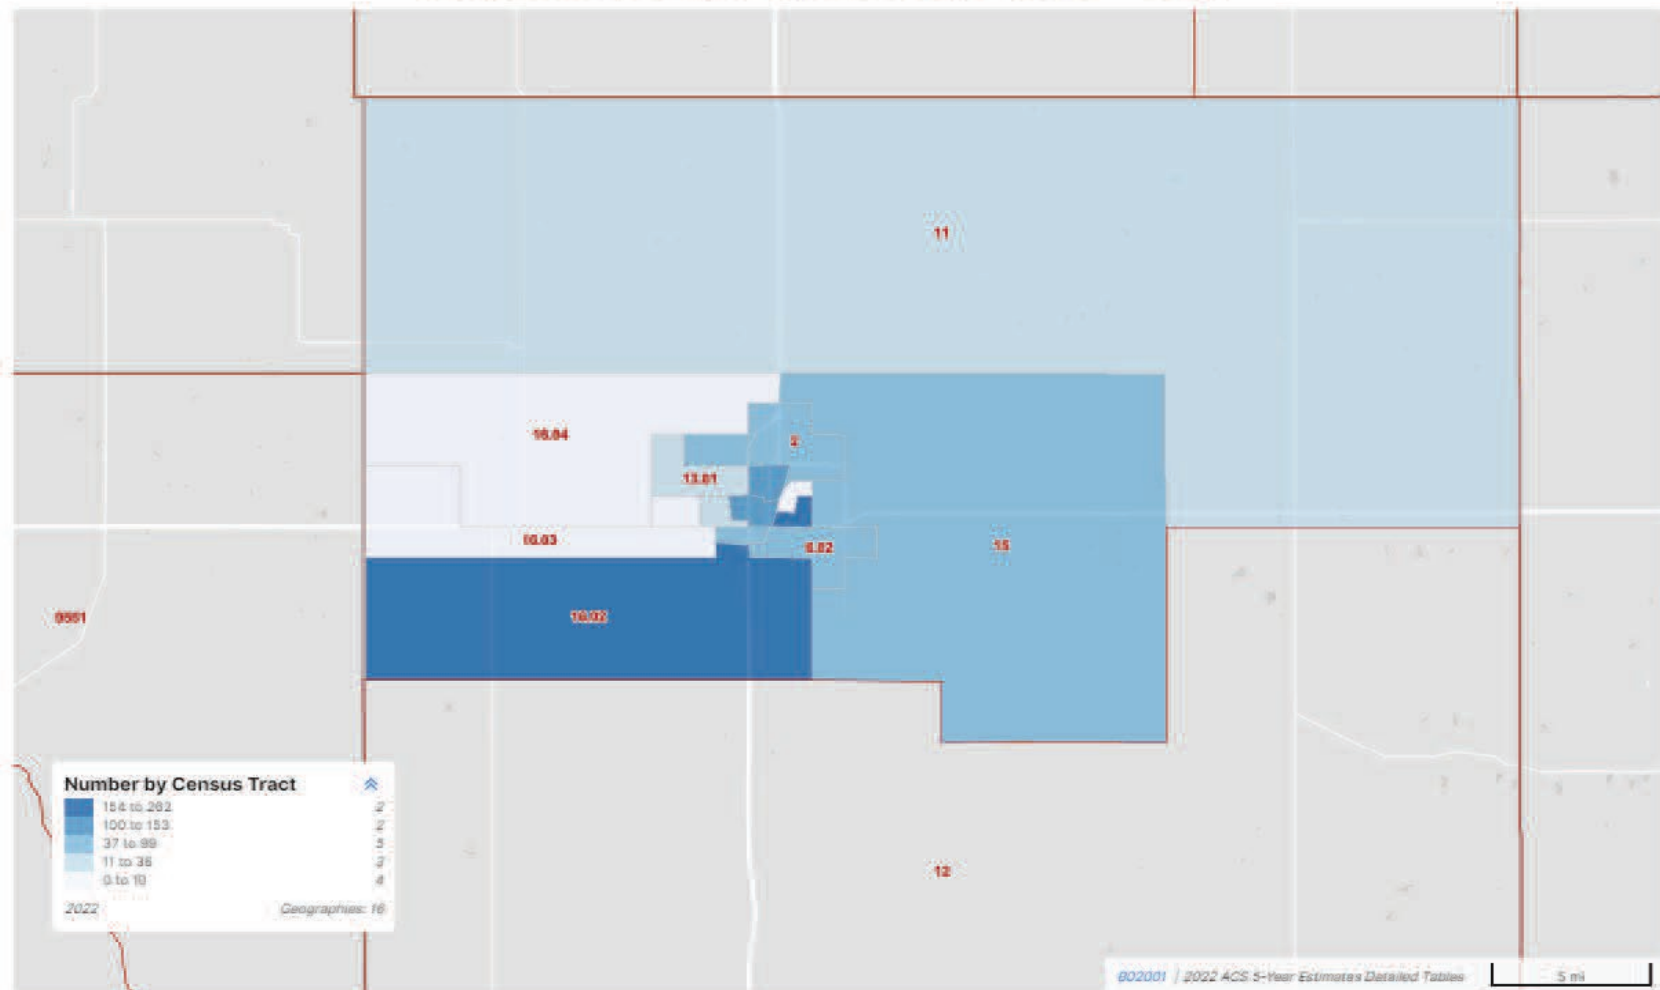 11
16.04
2
13.01
16.03
6.02
15
9551
16.02
Number by Census Tract
154 to 262 2
100 to 153 2
37 to 99 5
11 to 36 3
0 to 10 4
2022 Geographies: 16
12
B02001 | 2022 ACS 5-Year Estimates Detailed Tables
5 mi